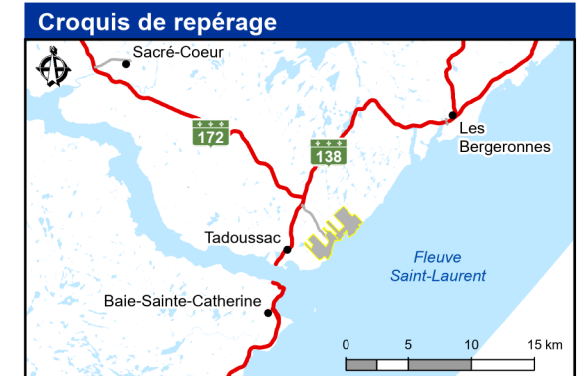 Croquis de repérage
Sacré-Coeur
172
138
Les
Bergeronnes
Tadoussac
Fleuve
Saint-Laurent
Baie-Sainte-Catherine
0 5 10 15 km